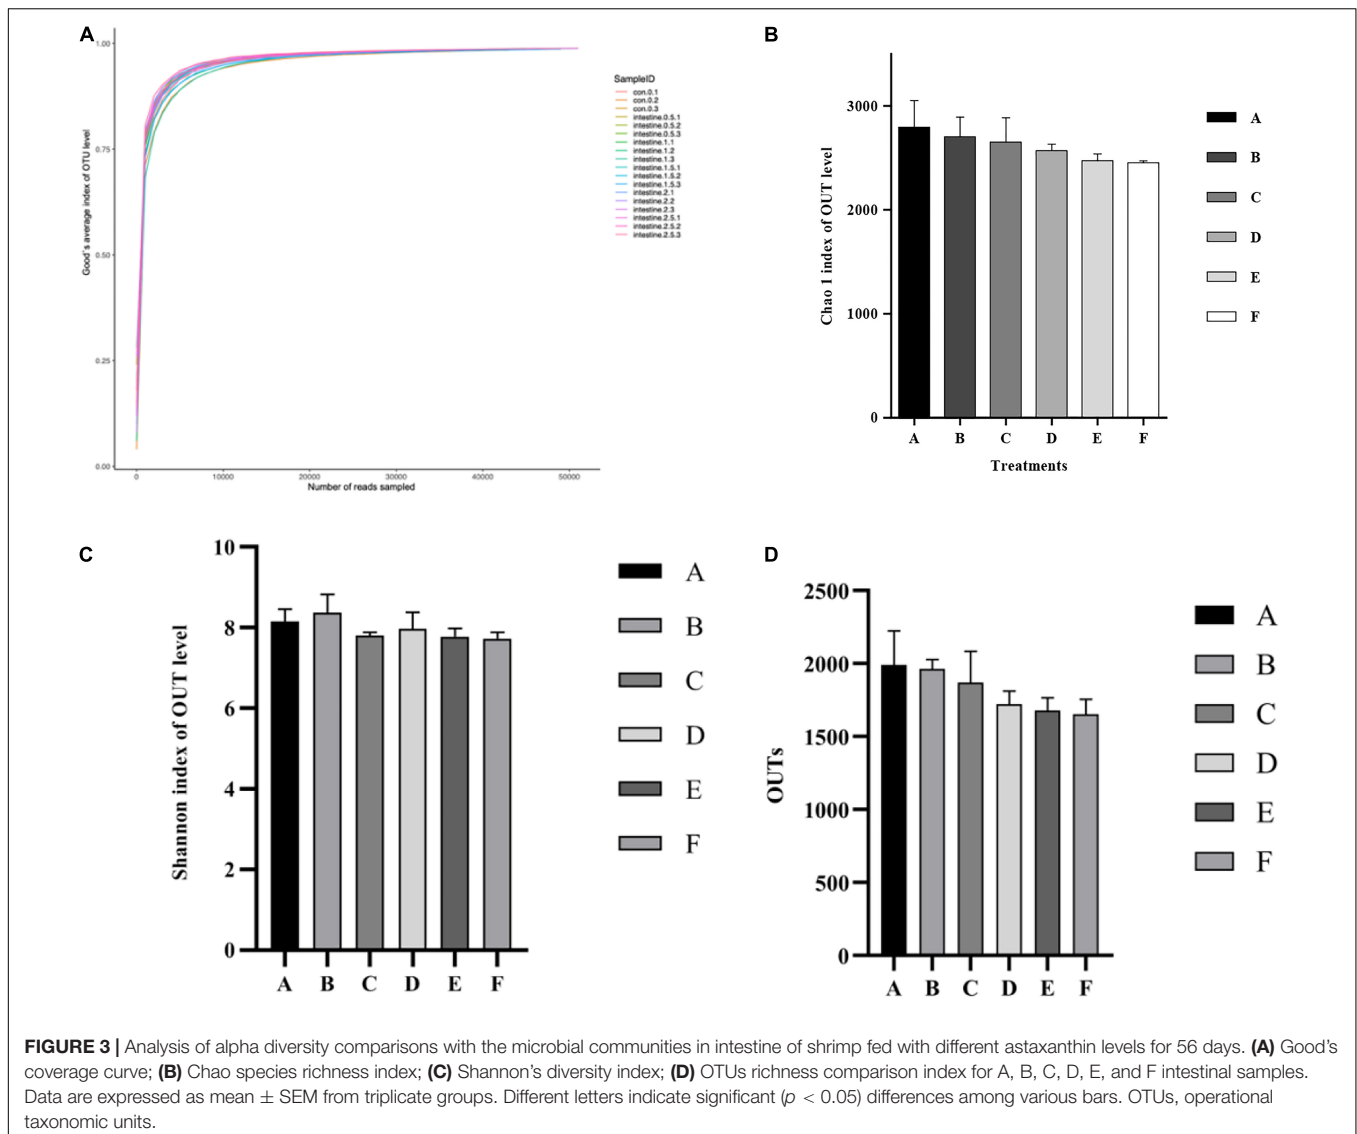 A
1.00
0.75
0.50
0.25
0.00
Good's average index of OTU level
0
10000
20000
30000
40000
50000
Number of reads sampled
SampleID
con.0.1
con.0.2
con.0.3
intestine.0.5.1
intestine.0.5.2
intestine.0.5.3
intestine.1.1
intestine.1.2
intestine.1.3
intestine.1.5.1
intestine.1.5.2
intestine.1.5.3
intestine.2.1
intestine.2.2
intestine.2.3
intestine.2.5.1
intestine.2.5.2
intestine.2.5.3
B
3000
2000
1000
0
Chao 1 index of OUT level
A
B
C
D
E
F
Treatments
A
B
C
D
E
F
C
10
8
6
4
2
0
Shannon index of OUT level
A
B
C
D
E
F
A
B
C
D
E
F
D
2500
2000
1500
1000
500
0
OUTs
A
B
C
D
E
F
A
B
C
D
E
F
FIGURE 3 | Analysis of alpha diversity comparisons with the microbial communities in intestine of shrimp fed with different astaxanthin levels for 56 days. (A) Good's
coverage curve; (B) Chao species richness index; (C) Shannon's diversity index; (D) OTUs richness comparison index for A, B, C, D, E, and F intestinal samples.
Data are expressed as mean ± SEM from triplicate groups. Different letters indicate significant (p < 0.05) differences among various bars. OTUs, operational
taxonomic units.